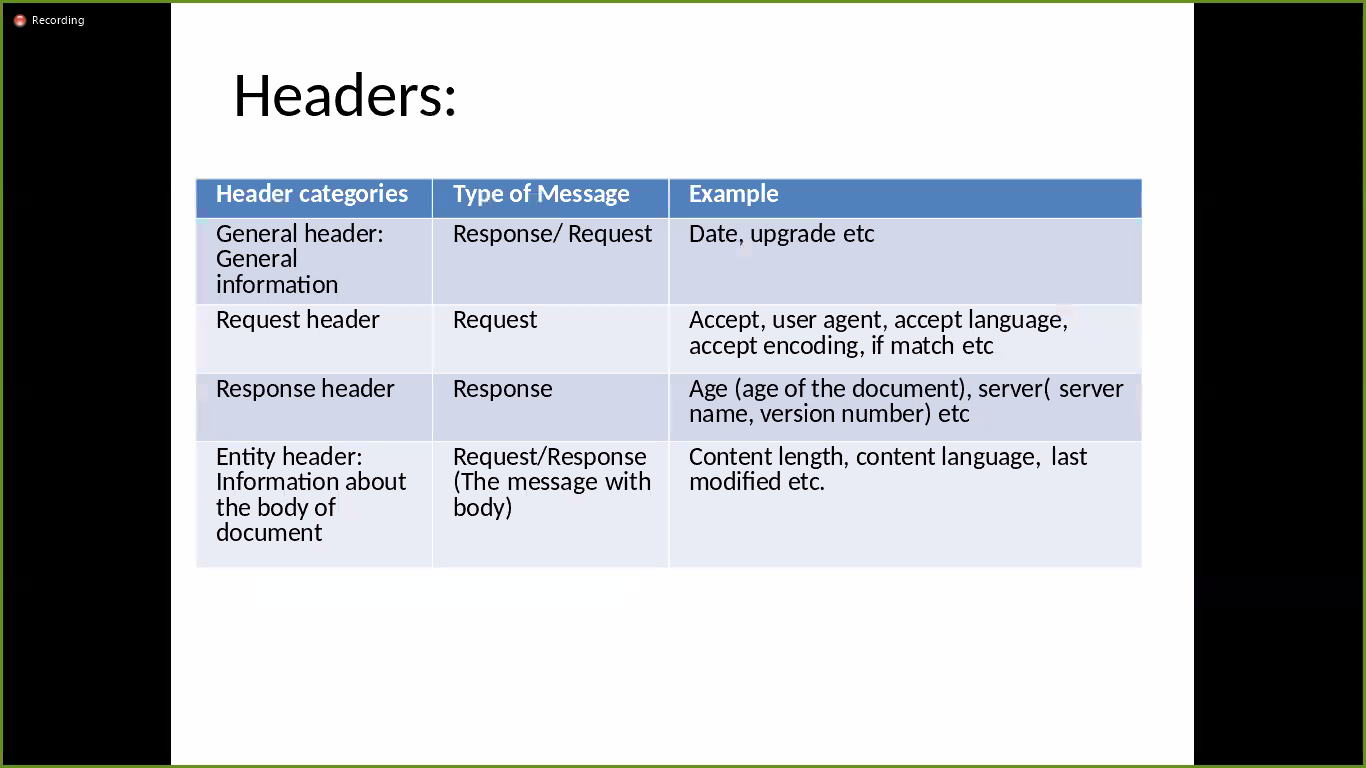 Recording
Headers:
Header categories
Type of Message
Example
General header:
General
information
Response/ Request
Date, upgrade etc
Request header
Request
Accept, user agent, accept language,
accept encoding, if match etc
Response header
Response
Age (age of the document), server( server
name, version number) etc
Entity header:
Information about
the body of
document
Request/Response
(The message with
body)
Content length, content language, last
modified etc.